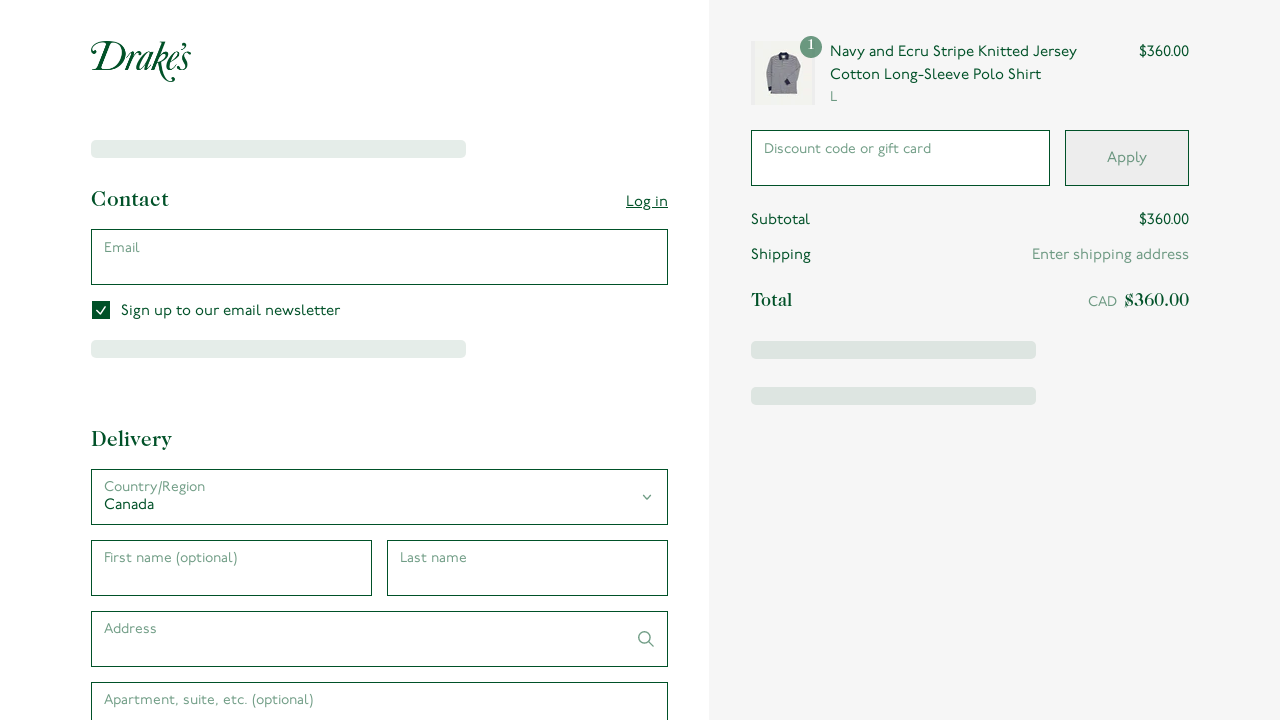 Drake's
Contact
Log in
Email
Sign up to our email newsletter
Delivery
Country/Region
Canada
First name (optional)
Last name
Address
Apartment, suite, etc. (optional)
1
Navy and Ecru Stripe Knitted Jersey
$360.00
Cotton Long-Sleeve Polo Shirt
L
Discount code or gift card
Apply
Subtotal
$360.00
Shipping
Enter shipping address
Total
CAD $360.00